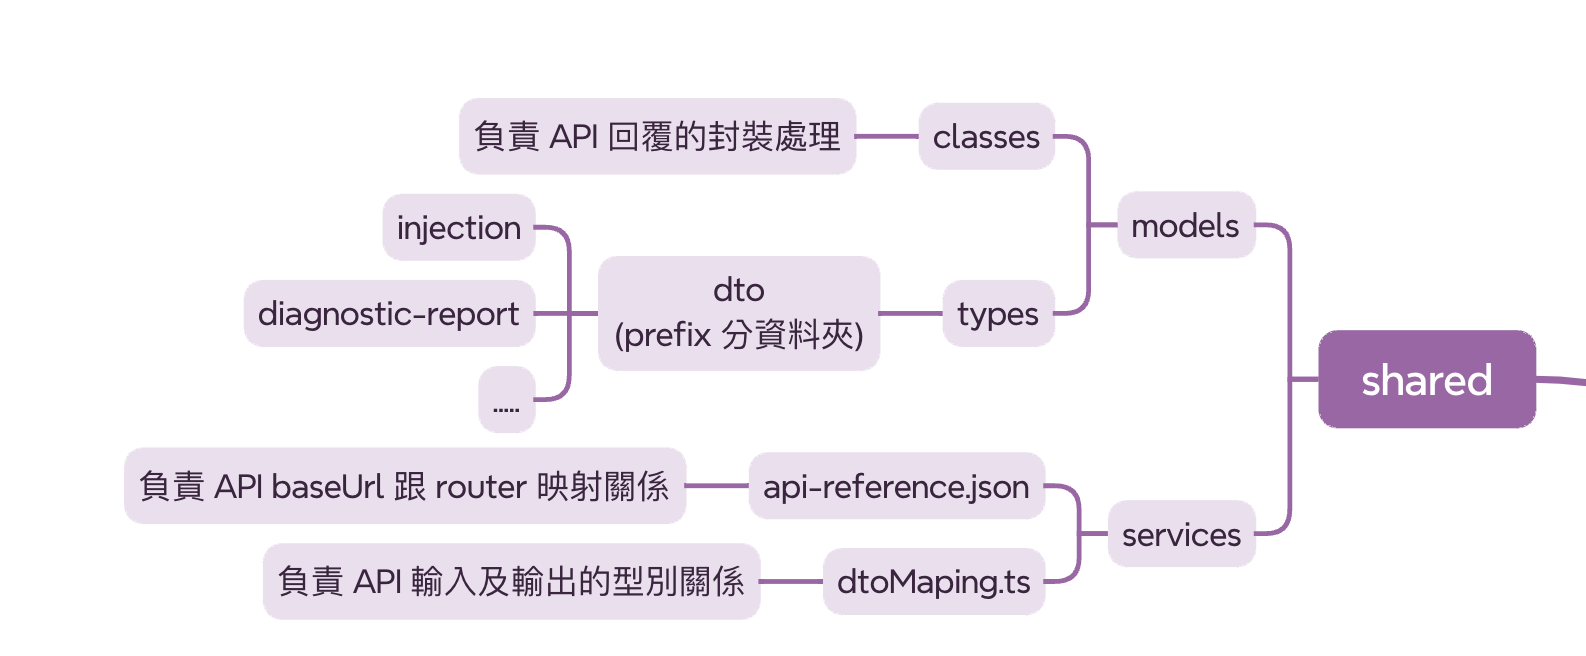 負責 API 回覆的封裝處理
classes
injection
models
dto
diagnostic-report
(prefix 分資料夾)
types
.....
shared
負責 API baseUrl 跟 router 映射關係
api-reference.json
services
負責 API 輸入及輸出的型別關係
dtoMaping.ts